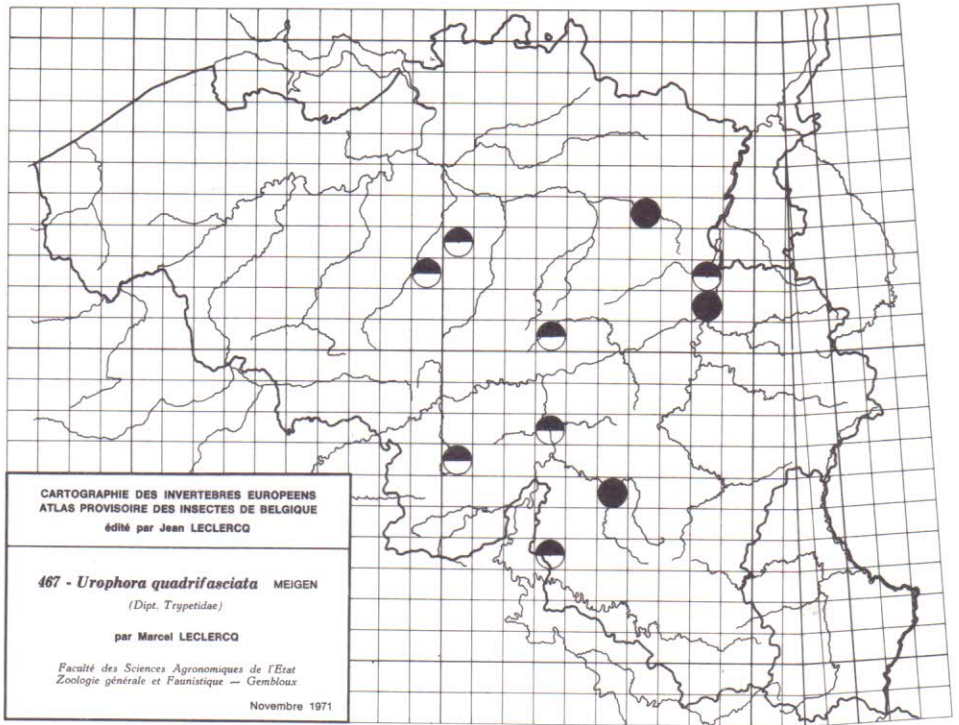 CARTOGRAPHIE DES INVERTEBRES EUROPEENS
ATLAS PROVISOIRE DES INSECTES DE BELGIQUE
édité par Jean LECLERCQ
467 - Urophora quadrifasciata MEIGEN
(Dipt. Trypetidae)
par Marcel LECLERCQ
Faculté des Sciences Agronomiques de l'Etat
Zoologie générale et Faunistique — Gembloux
Novembre 1971